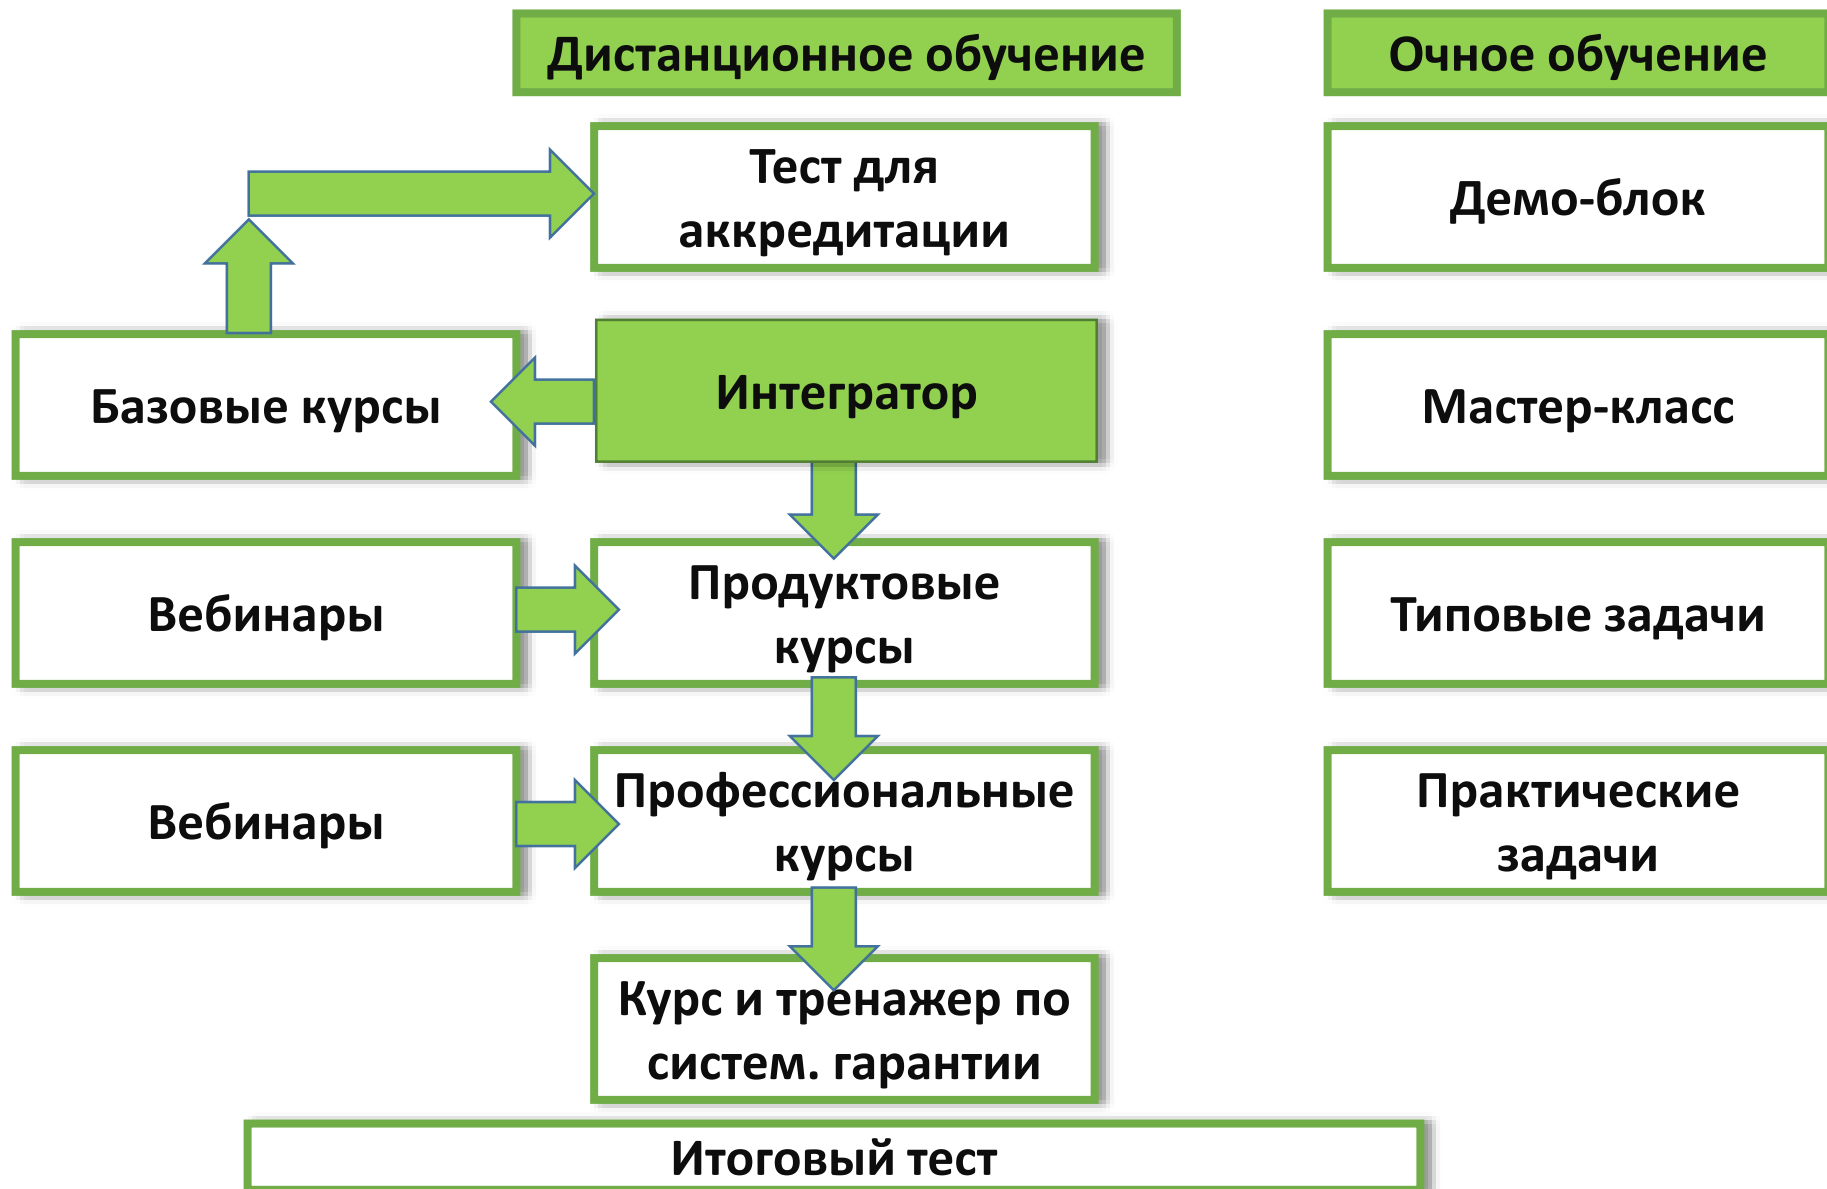 Дистанционное обучение
Очное обучение
Тест для
аккредитации
Демо-блок
Базовые курсы
Интегратор
Мастер-класс
Вебинары
Продуктовые
курсы
Типовые задачи
Вебинары
Профессиональные
курсы
Практические
задачи
Курс и тренажер по
систем. гарантии
Итоговый тест